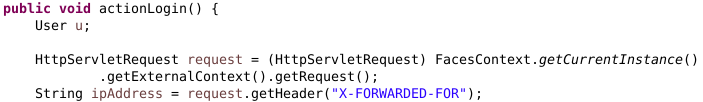 public void actionLogin() {
User u;
HttpServletRequest request = (HttpServletRequest) FacesContext.getCurrentInstance()
.getExternalContext().getRequest();
String ipAddress = request.getHeader("X-FORWARDED-FOR");